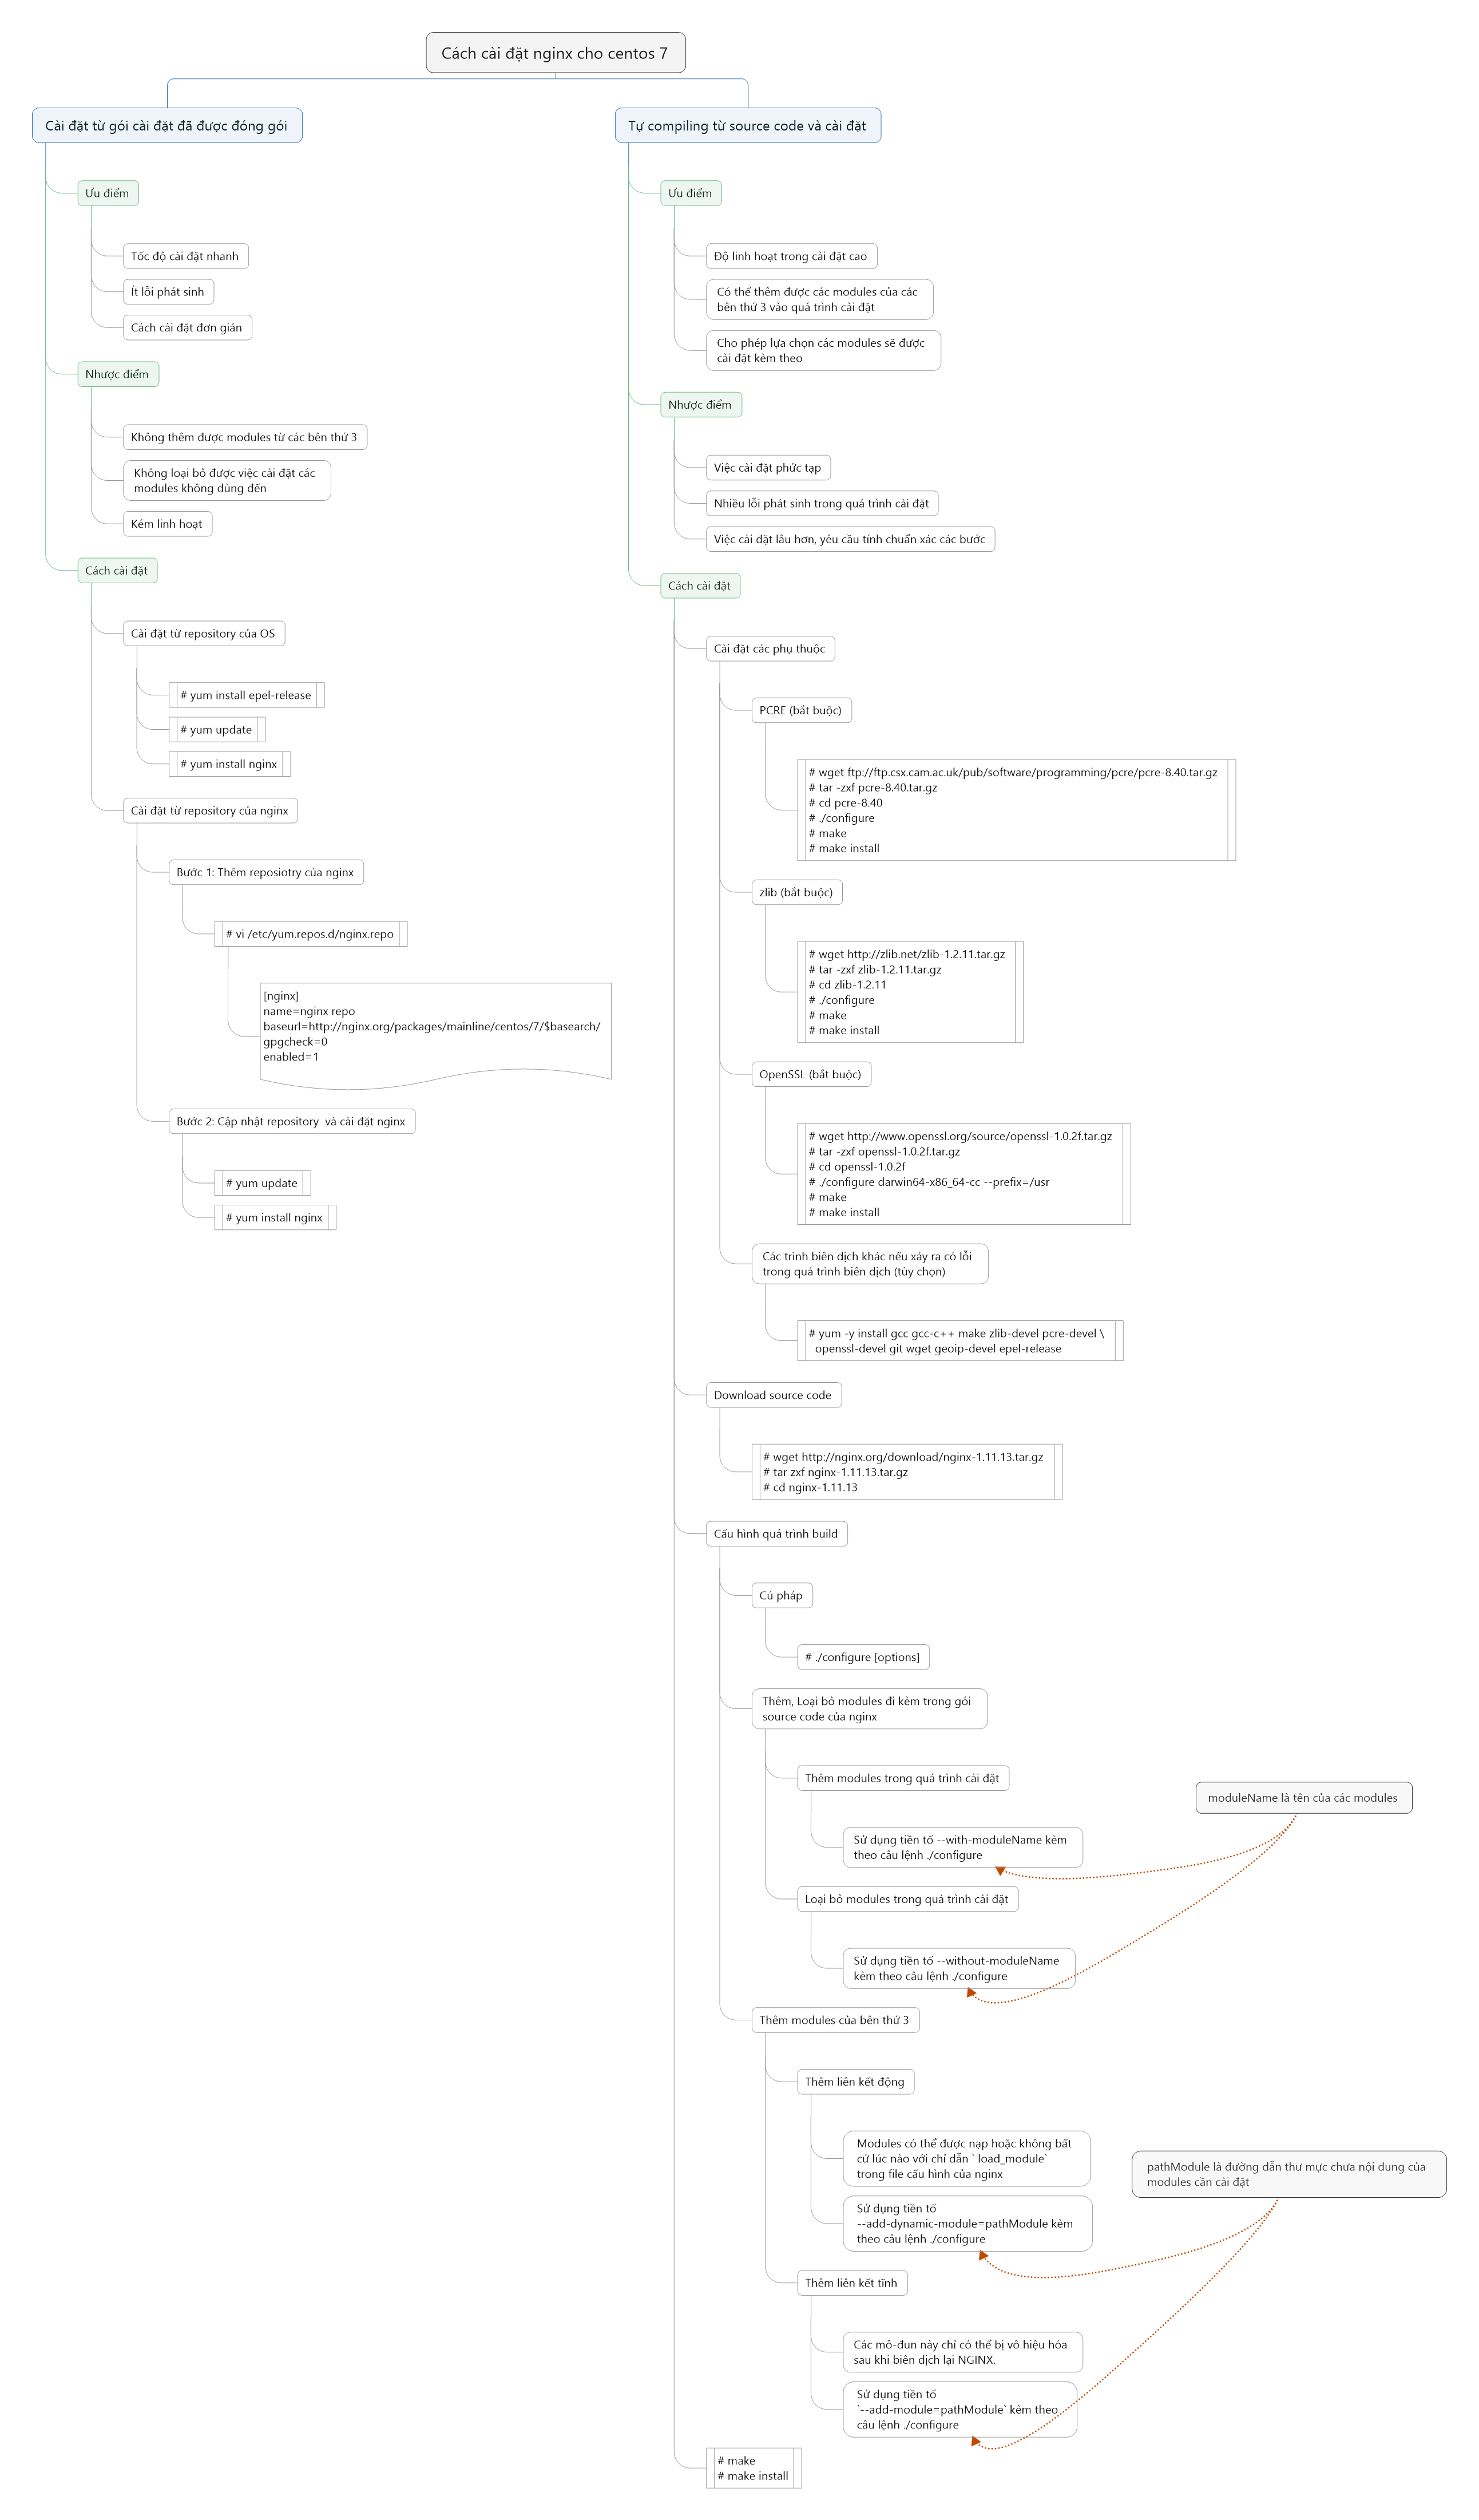 Cách cài đặt nginx cho centos 7
Cài đặt từ gói cài đặt đã được đóng gói
Ưu điểm
Tốc độ cài đặt nhanh
Ít lỗi phát sinh
Cách cài đặt đơn giản
Nhược điểm
Không thêm được modules từ các bên thứ 3
Không loại bỏ được việc cài đặt các
modules không dùng đến
Kém linh hoạt
Cách cài đặt
Cài đặt từ repository của OS
# yum install epel-release
# yum update
# yum install nginx
Cài đặt từ repository của nginx
Bước 1: Thêm reposiotry của nginx
# vi /etc/yum.repos.d/nginx.repo
[nginx]
name=nginx repo
baseurl=http://nginx.org/packages/mainline/centos/7/$basearch/
gpgcheck=0
enabled=1
Bước 2: Cập nhật repository  và cài đặt nginx
# yum update
# yum install nginx
Tự compiling từ source code và cài đặt
Ưu điểm
Độ linh hoạt trong cài đặt cao
Có thể thêm được các modules của các
bên thứ 3 vào quá trình cài đặt
Cho phép lựa chọn các modules sẽ được
cài đặt kèm theo
Nhược điểm
Việc cài đặt phức tạp
Nhiều lỗi phát sinh trong quá trình cài đặt
Việc cài đặt lâu hơn, yêu cầu tính chuẩn xác các bước
Cách cài đặt
Cài đặt các phụ thuộc
PCRE (bắt buộc)
# wget ftp://ftp.csx.cam.ac.uk/pub/software/programming/pcre/pcre-8.40.tar.gz
# tar -zxf pcre-8.40.tar.gz
# cd pcre-8.40
# ./configure
# make
# make install
zlib (bắt buộc)
# wget http://zlib.net/zlib-1.2.11.tar.gz
# tar -zxf zlib-1.2.11.tar.gz
# cd zlib-1.2.11
# ./configure
# make
# make install
OpenSSL (bắt buộc)
# wget http://www.openssl.org/source/openssl-1.0.2f.tar.gz
# tar -zxf openssl-1.0.2f.tar.gz
# cd openssl-1.0.2f
# ./configure darwin64-x86_64-cc --prefix=/usr
# make
# make install
Các trình biên dịch khác nếu xảy ra có lỗi
trong quá trình biên dịch (tùy chọn)
# yum -y install gcc gcc-c++ make zlib-devel pcre-devel \
openssl-devel git wget geoip-devel epel-release
Download source code
# wget http://nginx.org/download/nginx-1.11.13.tar.gz
# tar zxf nginx-1.11.13.tar.gz
# cd nginx-1.11.13
Cấu hình quá trình build
Cú pháp
# ./configure [options]
Thêm, Loại bỏ modules đi kèm trong gói
source code của nginx
Thêm modules trong quá trình cài đặt
moduleName là tên của các modules
Sử dụng tiền tố --with-moduleName kèm
theo câu lệnh ./configure
Loại bỏ modules trong quá trình cài đặt
Sử dụng tiền tố --without-moduleName
kèm theo câu lệnh ./configure
Thêm modules của bên thứ 3
Thêm liên kết động
Modules có thể được nạp hoặc không bất
cứ lúc nào với chỉ dẫn ` load_module`
trong file cấu hình của nginx
pathModule là đường dẫn thư mực chưa nội dung của
modules cần cài đặt
Sử dụng tiền tố
--add-dynamic-module=pathModule kèm
theo câu lệnh ./configure
Thêm liên kết tĩnh
Các mô-đun này chỉ có thể bị vô hiệu hóa
sau khi biên dịch lại NGINX.
Sử dụng tiền tố
`--add-module=pathModule` kèm theo
câu lệnh ./configure
# make
# make install